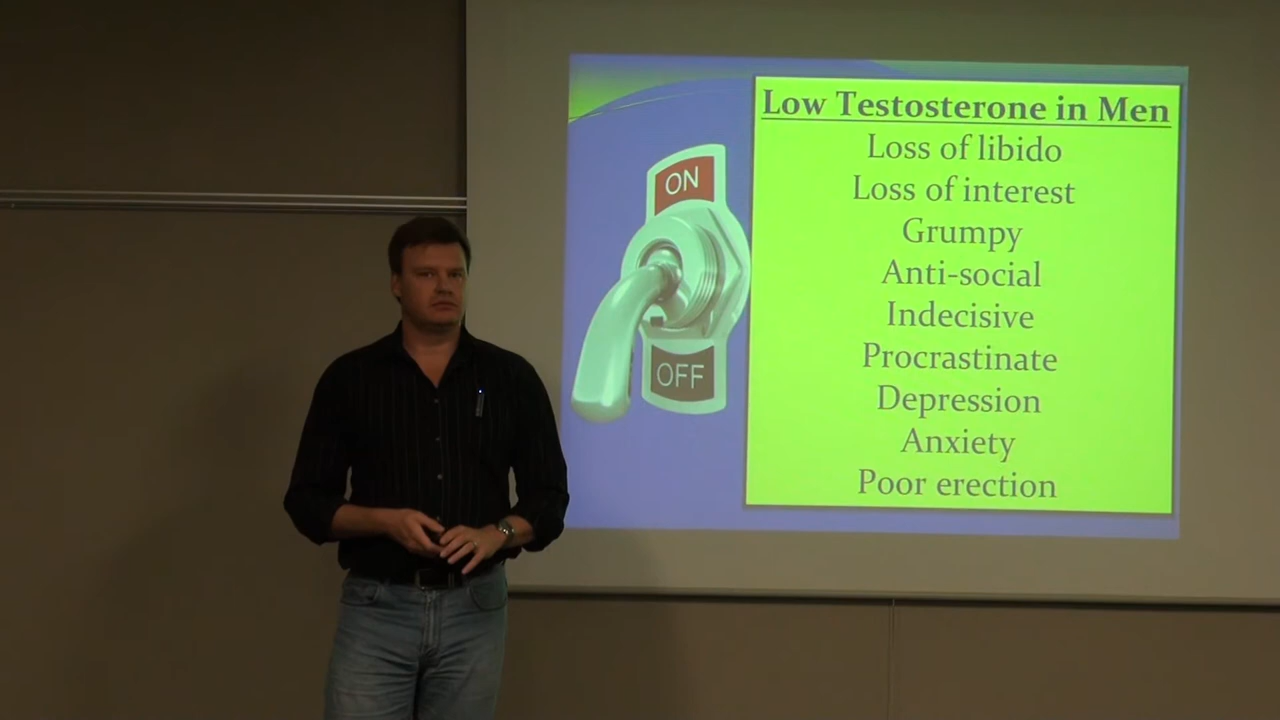 Low Testosterone in Men
Loss of libido
Loss of interest
Grumpy
Anti-social
Indecisive
Procrastinate
Depression
Anxiety
Poor erection
ON
OFF